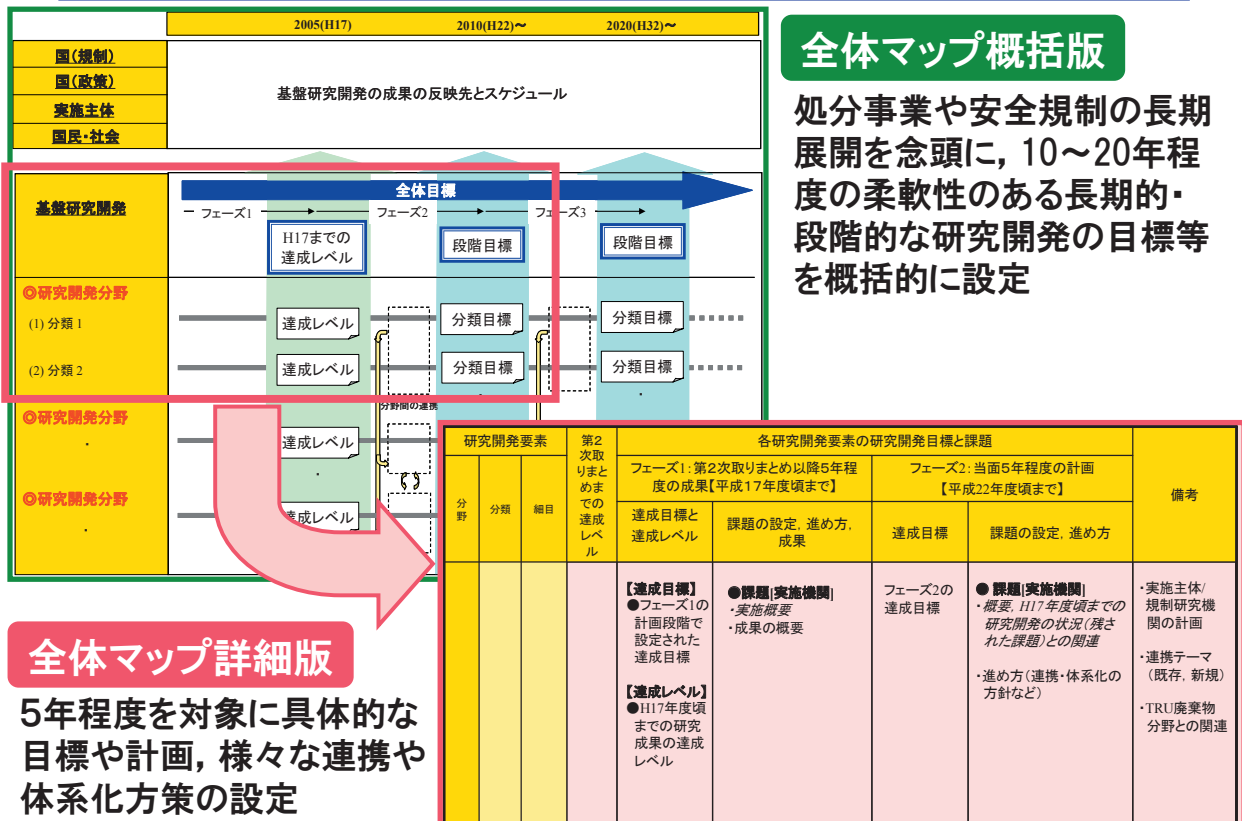 2005(H17)
2010(H22)～
2020(H32)～
国(規制)
国(政策)
実施主体
国民・社会
基盤研究開発の成果の反映先とスケジュール
基盤研究開発
全体目標
フェーズ1
フェーズ2
フェーズ3
H17までの
達成レベル
段階目標
段階目標
◎研究開発分野
(1) 分類 1
達成レベル
分類目標
分類目標
(2) 分類 2
達成レベル
分類目標
分類目標
分野間の連携
◎研究開発分野
・
達成レベル
・
◎研究開発分野
・
達成レベル
全体マップ概括版
処分事業や安全規制の長期
展開を念頭に，10～20年程
度の柔軟性のある長期的・
段階的な研究開発の目標等
を概括的に設定
全体マップ詳細版
5年程度を対象に具体的な
目標や計画，様々な連携や
体系化方策の設定
研究開発要素
第2
次取
りまと
めま
での
達成
レベ
ル
各研究開発要素の研究開発目標と課題
備考
分
野
分類
細目
フェーズ1：第2次取りまとめ以降5年程
度の成果【平成17年度頃まで】
フェーズ2：当面5年程度の計画
【平成22年度頃まで】
達成目標と
達成レベル
課題の設定，進め方，
成果
達成目標
課題の設定，進め方
【達成目標】
●フェーズ1の
計画段階で
設定された
達成目標
【達成レベル】
●H17年度頃
までの研究
成果の達成
レベル
●課題|実施機関|
・実施概要
・成果の概要
フェーズ2の
達成目標
● 課題|実施機関|
・概要，H17年度頃までの
研究開発の状況(残さ
れた課題)との関連
・進め方(連携・体系化の
方針など)
・実施主体/
規制研究機
関の計画
・連携テーマ
(既存，新規)
・TRU廃棄物
分野との関連